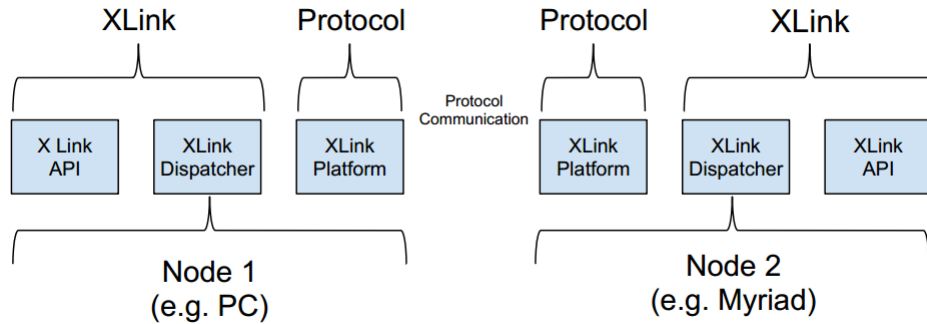 XLink
Protocol
Protocol
XLink
Protocol
Communication
X Link
API
XLink
Dispatcher
XLink
Platform
XLink
Platform
XLink
Dispatcher
XLink
API
Node 1
(e.g. PC)
Node 2
(e.g. Myriad)